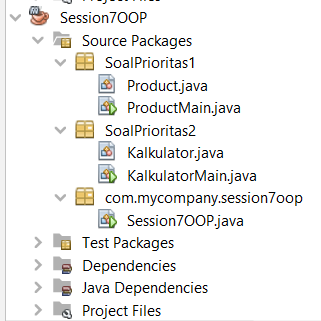 Session7OOP
Source Packages
SoalPrioritas1
Product.java
ProductMain.java
SoalPrioritas2
Kalkulator.java
KalkulatorMain.java
com.mycompany.session7oop
Session7OOP.java
Test Packages
Dependencies
Java Dependencies
Project Files